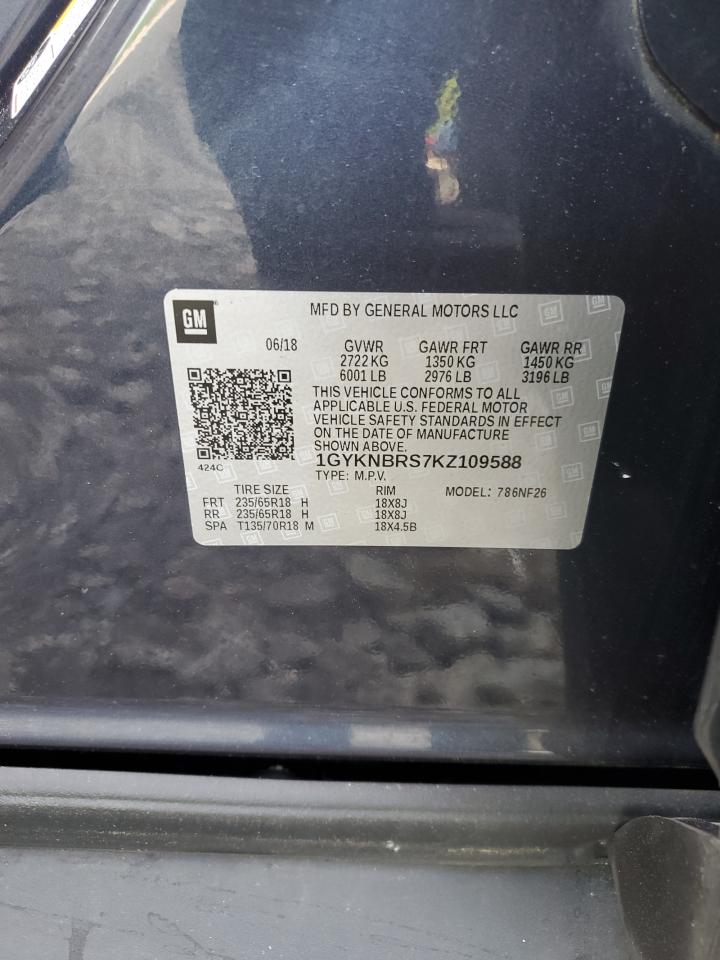 GM
MFD BY GENERAL MOTORS LLC
06/18 GVWR GAWR FRT GAWR RR
2722 KG 1350 KG 1450 KG
6001 LB 2976 LB 3196 LB
THIS VEHICLE CONFORMS TO ALL
APPLICABLE U.S. FEDERAL MOTOR
VEHICLE SAFETY STANDARDS IN EFFECT
ON THE DATE OF MANUFACTURE
SHOWN ABOVE.
424C
1GYKNBRS7KZ109588
TYPE: M.P.V.
TIRE SIZE RIM MODEL: 786NF26
FRT 235/65R18 H 18X8J
RR 235/65R18 H 18X8J
SPA T135/70R18 M 18X4.5B